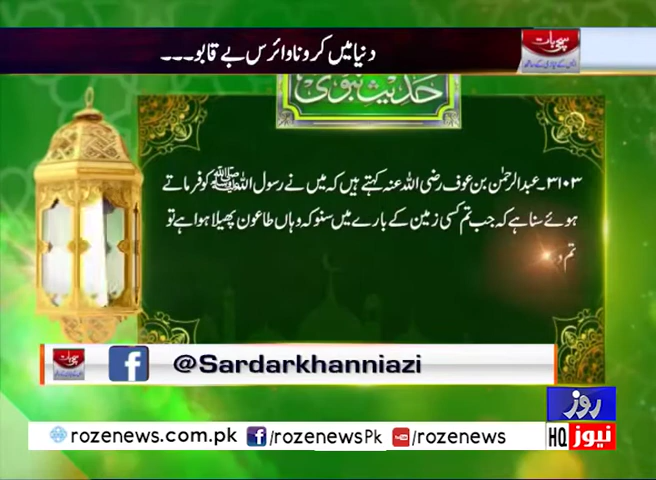 دنیا میں کرونا وائرس بے قابو۔۔۔
سچی بات
حدیث نبوی
۳۱۰۳۔عبدالرحمٰن بن عوف رضی اللہ عنہ کہتے ہیں کہ میں نے رسول اللہ ﷺ کو فرماتے
ہوئے سنا ہے کہ جب تم کسی زمین کے بارے میں سنو کہ وہاں طاعون پھیلا ہوا ہے تو
تم و
سچی بات
@Sardarkhanniazi
روز
نیوز
HQ
rozenews.com.pk /rozenewsPk /rozenews